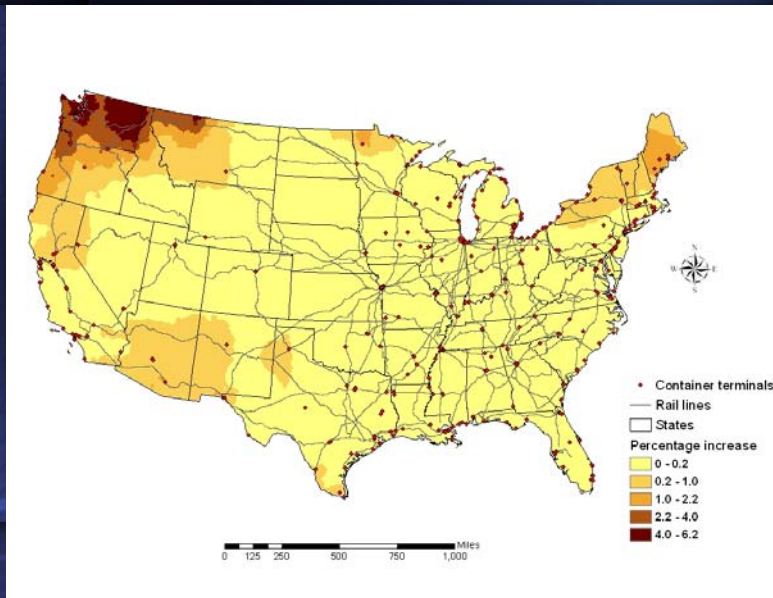 N
W
E
S
Container terminals
Rail lines
States
Percentage increase
0 - 0.2
0.2 - 1.0
1.0 - 2.2
2.2 - 4.0
4.0 - 6.2
Miles
0 125 250 500 750 1,000